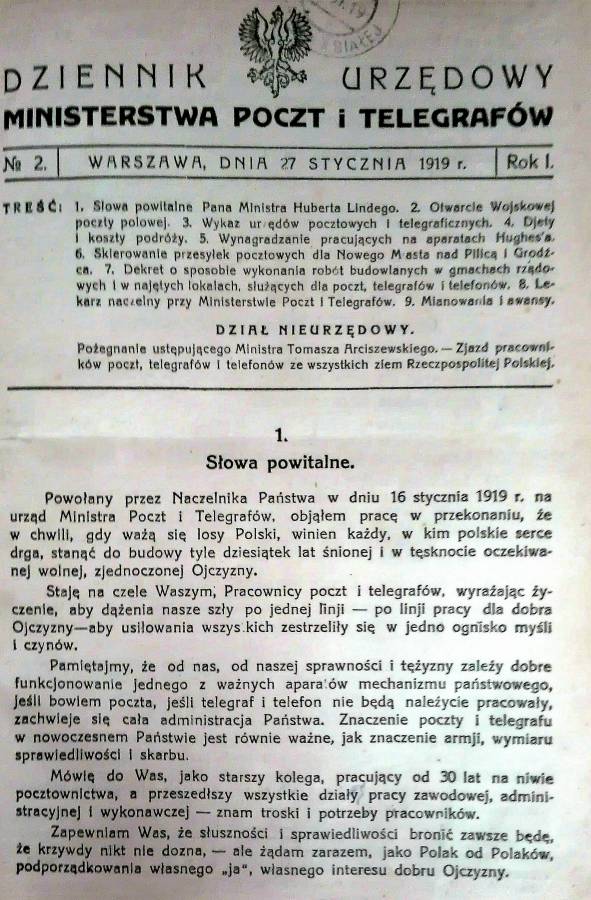 BIAŁEJ
DZIENNIK URZĘDOWY
MINISTERSTWA POCZT i TELEGRAFÓW
№ 2. WARSZAWA, DNIA 27 STYCZNIA 1919 r. Rok I.
TREŚĆ: 1. Słowa powitalne Pana Ministra Huberta Lindego. 2. Otwarcie Wojskowej
poczty polowej. 3. Wykaz urzędów pocztowych i telegraficznych. 4. Djety
i koszty podróży. 5. Wynagradzanie pracujących na aparatach Hughes'a.
6. Skierowanie przesyłek pocztowych dla Nowego Miasta nad Pilicą i Grodź-
ca. 7. Dekret o sposobie wykonania robót budowlanych w gmachach rządo-
wych i w najętych lokalach, służących dla poczt, telegrafów i telefonów. 8. Le-
karz naczelny przy Ministerstwie Poczt i Telegrafów. 9. Mianowania i awansy.
DZIAŁ NIEURZĘDOWY.
Pożegnanie ustępującego Ministra Tomasza Arciszewskiego. — Zjazd pracowni-
ków poczt, telegrafów i telefonów ze wszystkich ziem Rzeczpospolitej Polskiej.
1.
Słowa powitalne.
Powołany przez Naczelnika Państwa w dniu 16 stycznia 1919 r. na
urząd Ministra Poczt i Telegrafów, objąłem pracę w przekonaniu, że
w chwili, gdy ważą się losy Polski, winien każdy, w kim polskie serce
drga, stanąć do budowy tyle dziesiątek lat śnionej i w tęsknocie oczekiwa-
nej wolnej, zjednoczonej Ojczyzny.
Staję na czele Waszym, Pracownicy poczt i telegrafów, wyrażając ży-
czenie, aby dążenia nasze szły po jednej linji — po linji pracy dla dobra
Ojczyzny—aby usiłowania wszystkich zestrzeliły się w jedno ognisko myśli
i czynów.
Pamiętajmy, że od nas, od naszej sprawności i tężyzny zależy dobre
funkcjonowanie jednego z ważnych aparatów mechanizmu państwowego,
jeśli bowiem poczta, jeśli telegraf i telefon nie będą należycie pracowały,
zachwieje się cała administracja Państwa. Znaczenie poczty i telegrafu
w nowoczesnem Państwie jest równie ważne, jak znaczenie armji, wymiaru
sprawiedliwości i skarbu.
Mówię do Was, jako starszy kolega, pracujący od 30 lat na niwie
pocztownictwa, a przeszedłszy wszystkie działy pracy zawodowej, admini-
stracyjnej i wykonawczej — znam troski i potrzeby pracowników.
Zapewniam Was, że słuszności i sprawiedliwości bronić zawsze będę,
że krzywdy nikt nie dozna, — ale żądam zarazem, jako Polak od Polaków,
podporządkowania własnego „ja", własnego interesu dobru Ojczyzny.